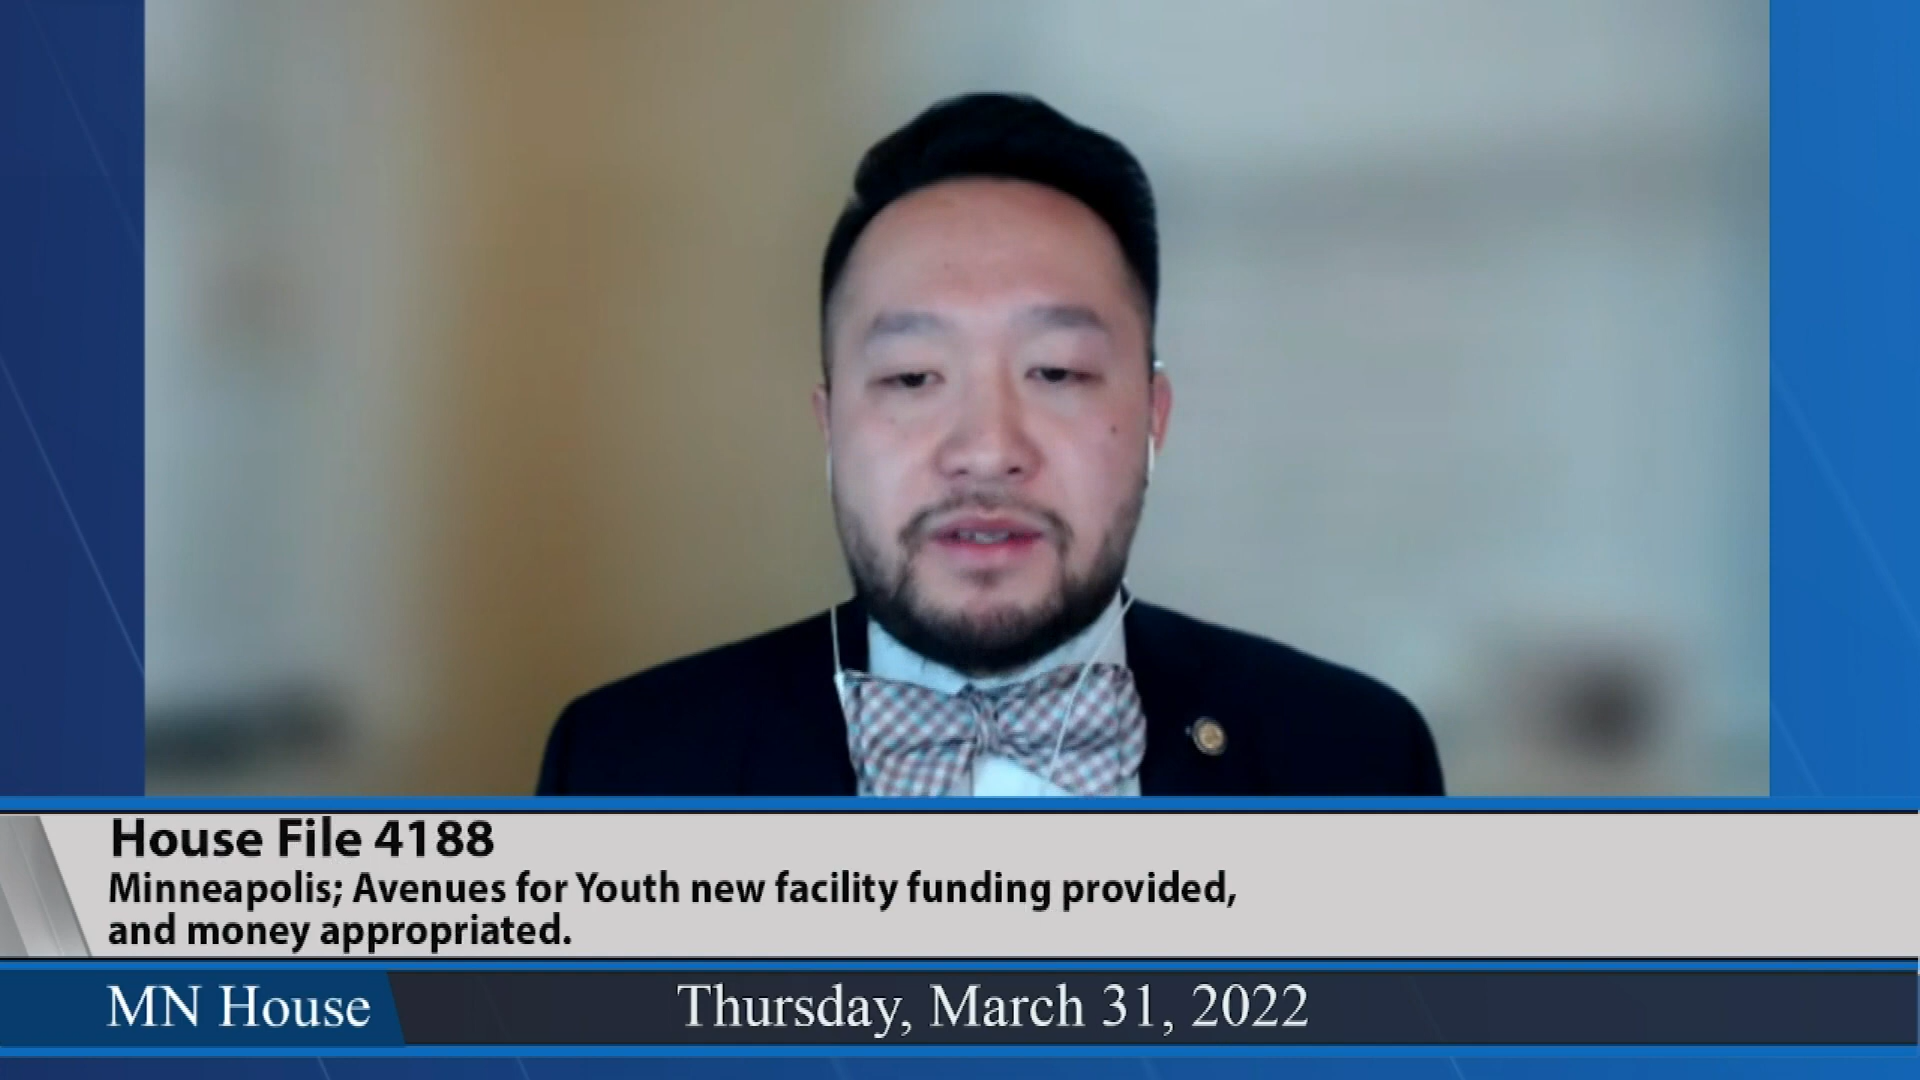 House File 4188
Minneapolis; Avenues for Youth new facility funding provided,
and money appropriated.
MN House
Thursday, March 31, 2022